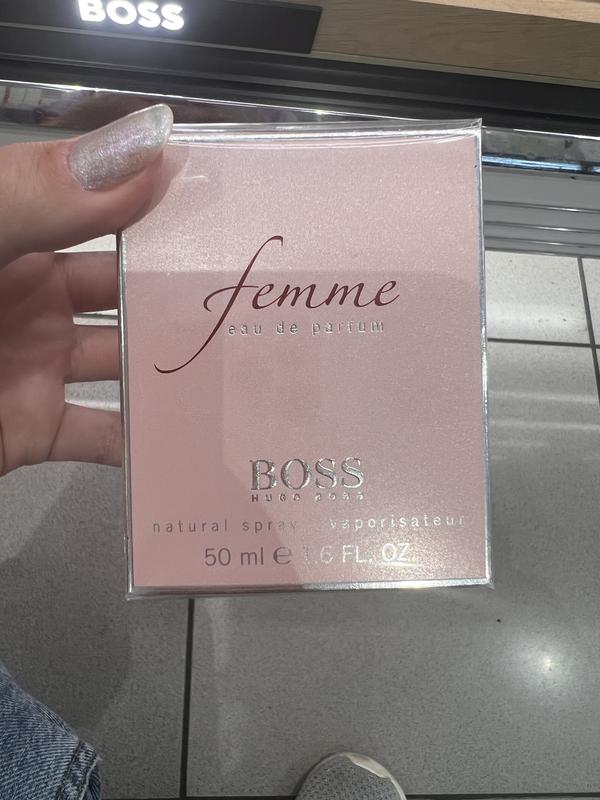 BOSS
femme
eau de parfum
BOSS
HUGO BOSS
natural spray vaporisateur
50 ml ℮ 1.6 FL. OZ.